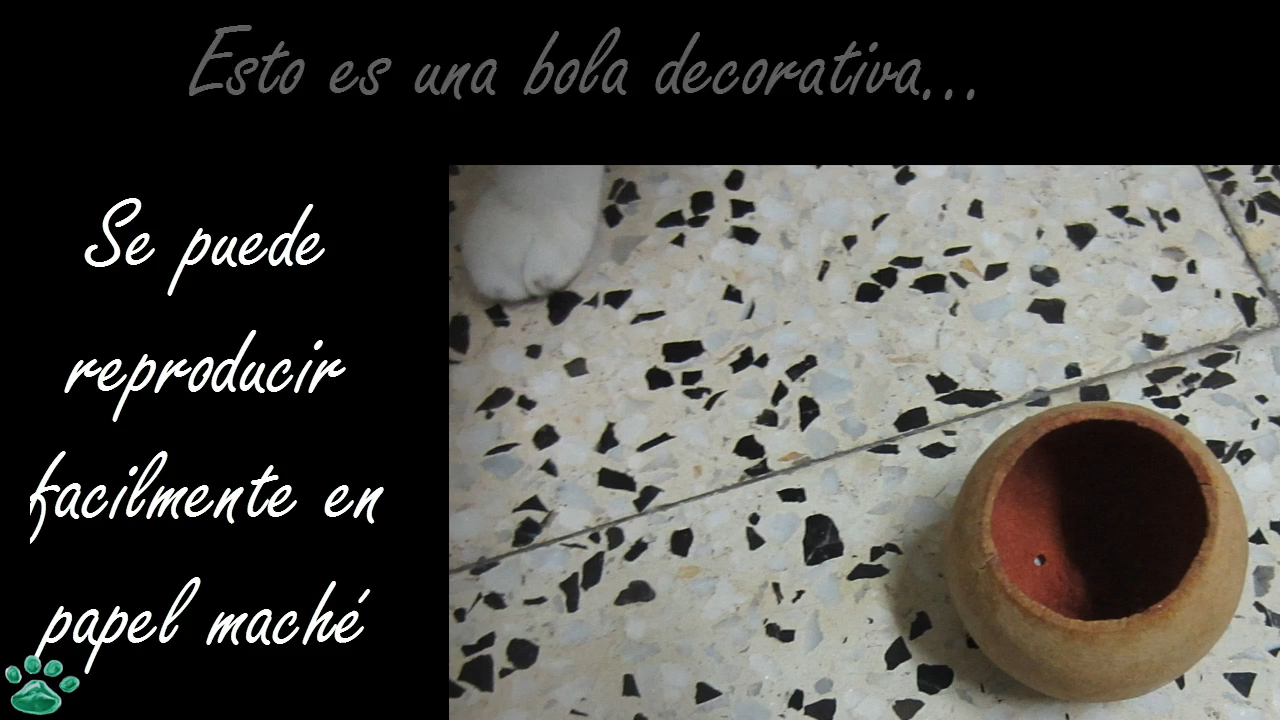 Esto es una bola decorativa...
Se puede
reproducir
facilmente en
papel maché